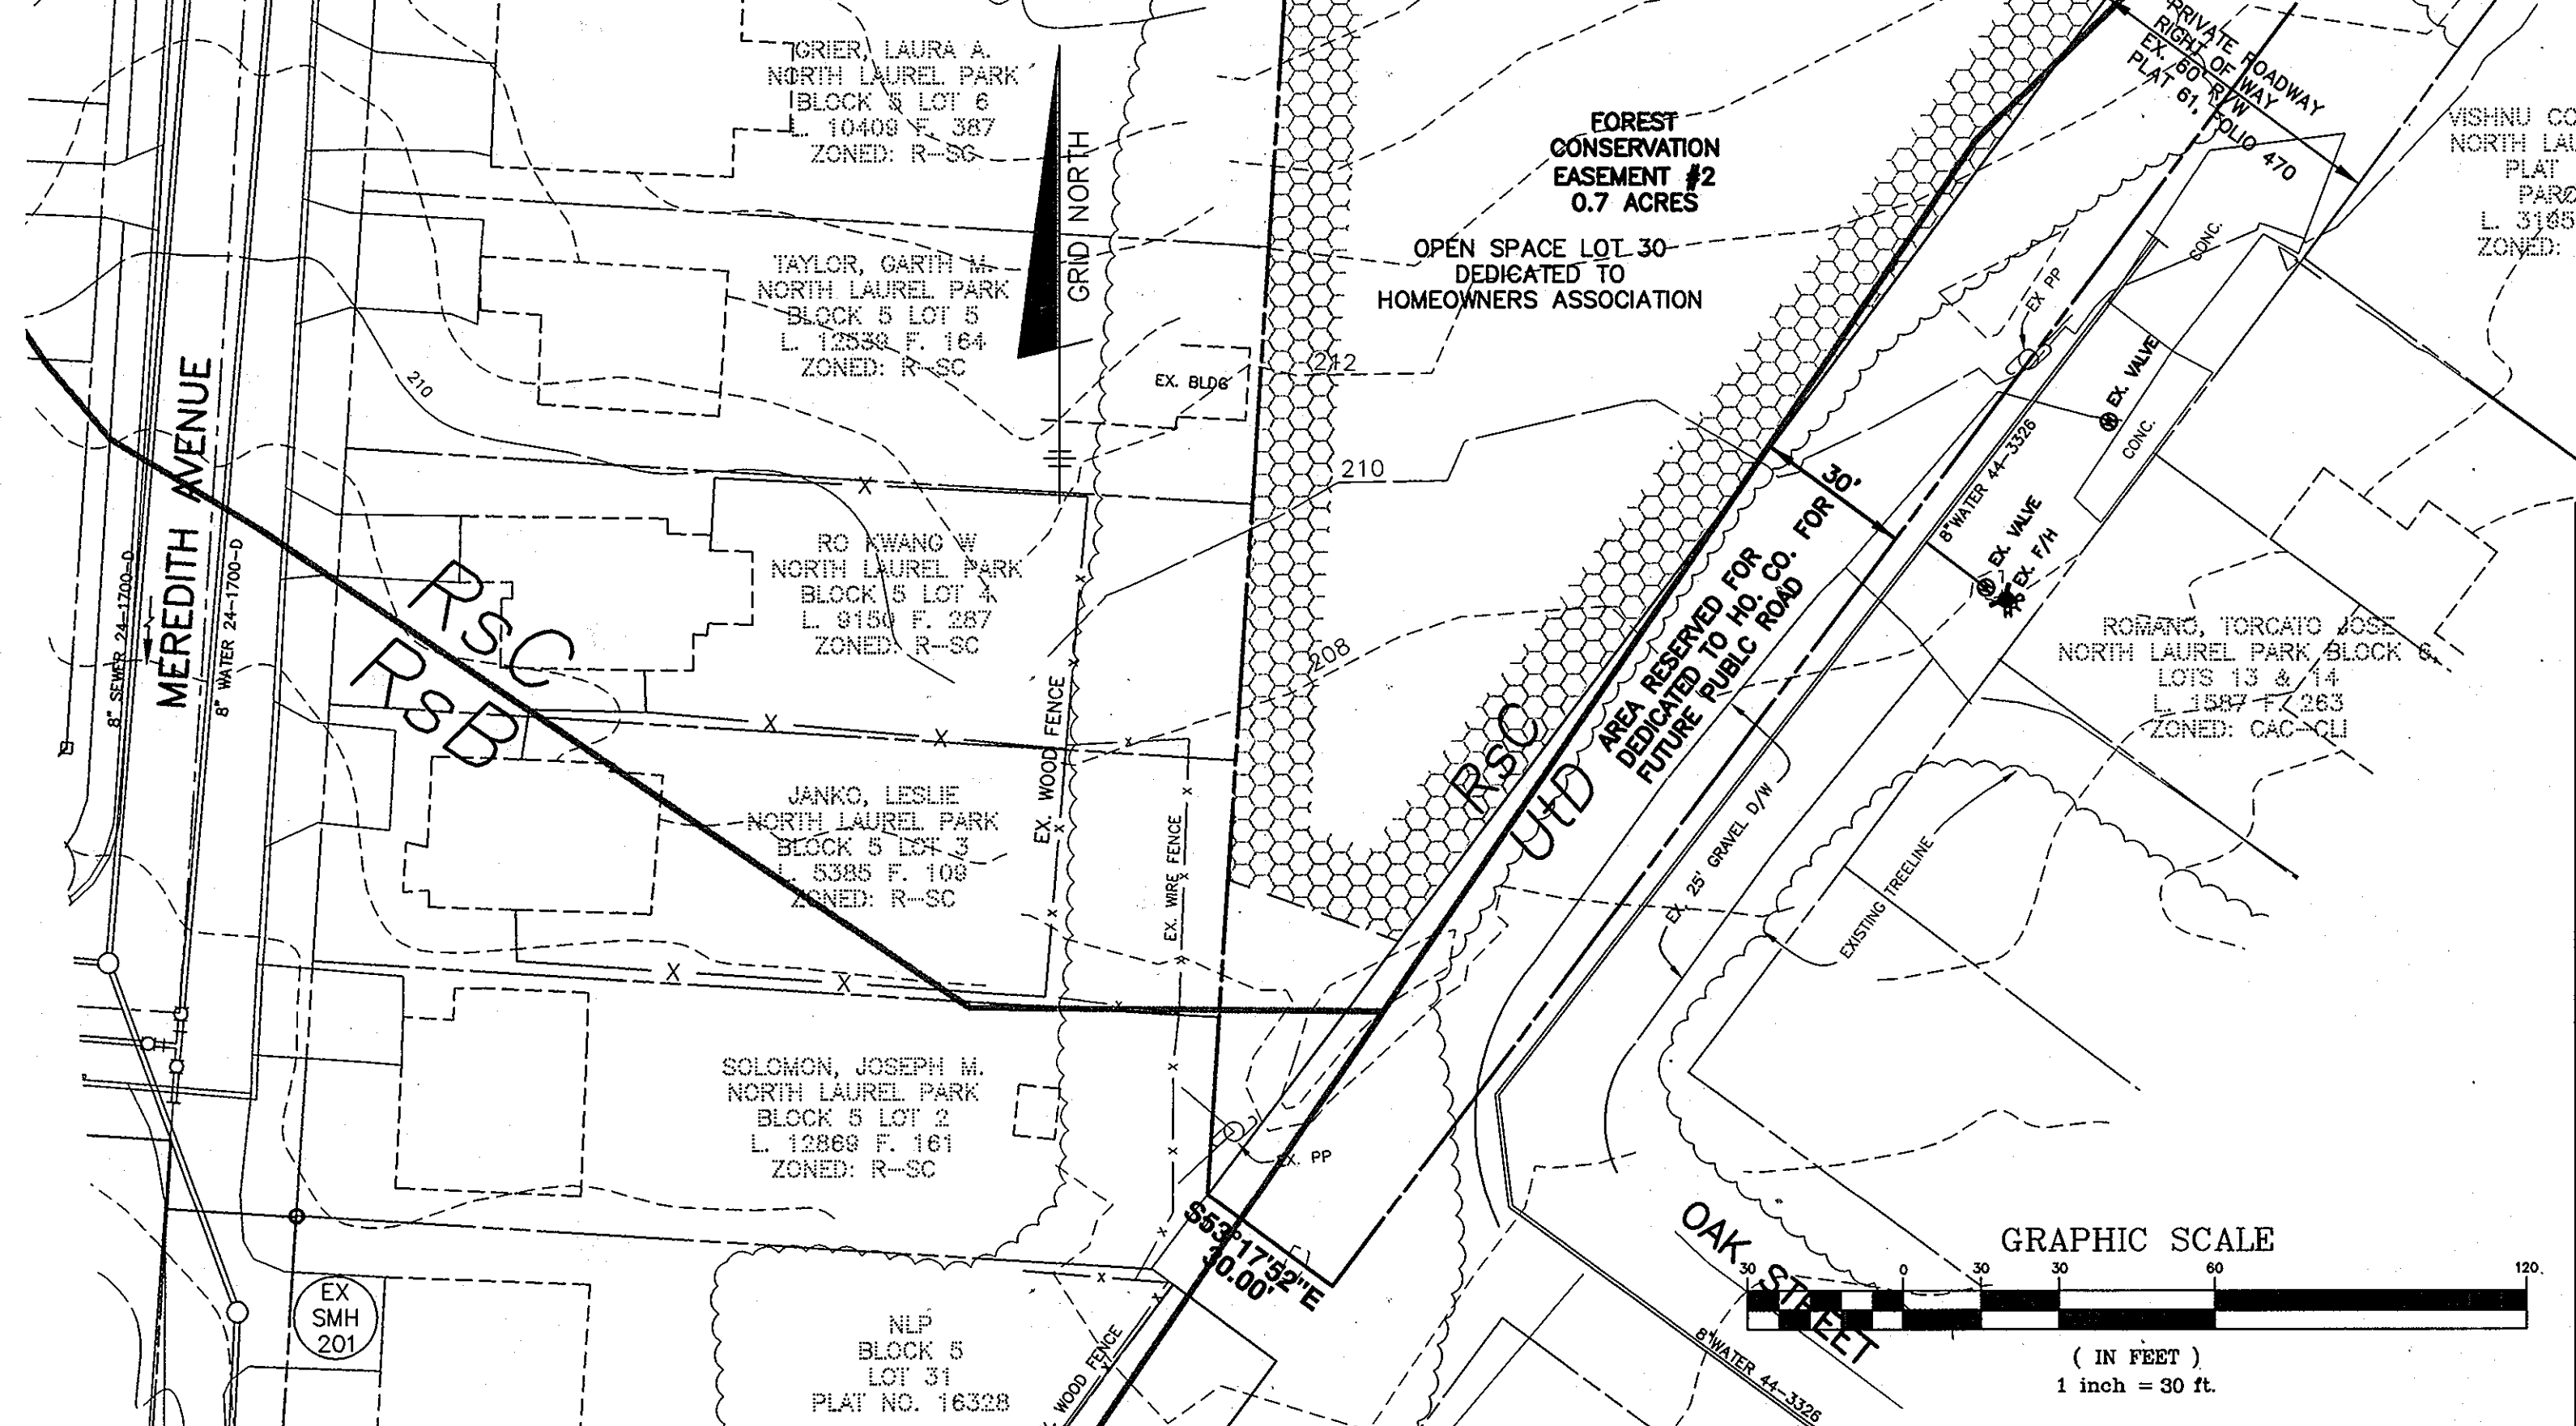 GRIER, LAURA A.
NORTH LAUREL PARK
BLOCK 5 LOT 6
L. 10409 F. 387
ZONED: R-SC
TAYLOR, GARTH M.
NORTH LAUREL PARK
BLOCK 5 LOT 5
L. 12539 F. 164
ZONED: R-SC
GRID NORTH
EX. BLDG
FOREST
CONSERVATION
EASEMENT #2
0.7 ACRES
OPEN SPACE LOT 30
DEDICATED TO
HOMEOWNERS ASSOCIATION
PRIVATE ROADWAY
RIGHT OF WAY
EX. 60' R/W
PLAT 61, FOLIO 470
VISHNU CO
NORTH LAU
PLAT
PARC
L. 3195
ZONED:
CONC.
EX PP
EX. VALVE
CONC.
8" WATER 44-3326
EX. VALVE
EX. F/H
212
210
210
208
30'
MEREDITH AVENUE
8" SEWER 24-1700-D
8" WATER 24-1700-D
RsC
RsB
RO KWANG W
NORTH LAUREL PARK
BLOCK 5 LOT 4
L. 9150 F. 287
ZONED: R-SC
EX. WOOD FENCE
EX. WIRE FENCE
JANKO, LESLIE
NORTH LAUREL PARK
BLOCK 5 LOT 3
L. 5385 F. 109
ZONED: R-SC
RsC
UtD
AREA RESERVED FOR
DEDICATED TO HO. CO. FOR
FUTURE PUBLC ROAD
ROMANO, TORCATO JOSE
NORTH LAUREL PARK BLOCK 6,
LOTS 13 & 14
L. 1587 F. 263
ZONED: CAC-CLI
EX. 25' GRAVEL D/W
EXISTING TREELINE
SOLOMON, JOSEPH M.
NORTH LAUREL PARK
BLOCK 5 LOT 2
L. 12869 F. 161
ZONED: R-SC
EX. PP
S53°17'52"E
30.00'
EX
SMH
201
NLP
BLOCK 5
LOT 31
PLAT NO. 16328
WOOD FENCE
OAK STREET
8" WATER 44-3326
GRAPHIC SCALE
30 0 30 30 60 120
( IN FEET )
1 inch = 30 ft.